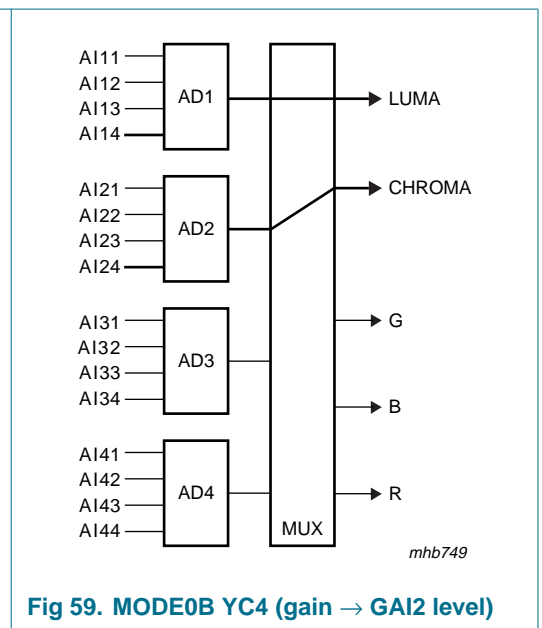 AI11
AI12
AI13
AI14
AD1
LUMA
AI21
AI22
AI23
AI24
AD2
CHROMA
AI31
AI32
AI33
AI34
AD3
G
B
AI41
AI42
AI43
AI44
AD4
R
MUX
mhb749
Fig 59. MODE0B YC4 (gain → GAI2 level)